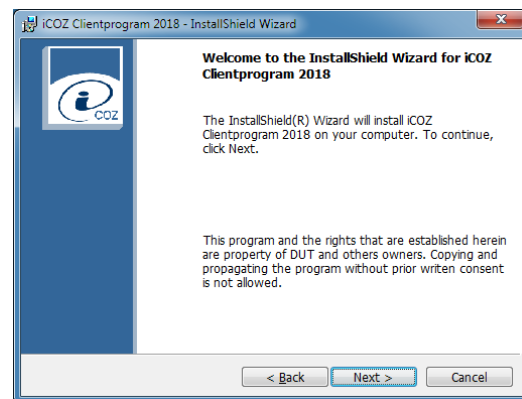 iCOZ Clientprogram 2018 - InstallShield Wizard
i
COZ
Welcome to the InstallShield Wizard for iCOZ
Clientprogram 2018
The InstallShield(R) Wizard will install iCOZ
Clientprogram 2018 on your computer. To continue,
click Next.
This program and the rights that are established herein
are property of DUT and others owners. Copying and
propagating the program without prior writen consent
is not allowed.
< Back Next > Cancel